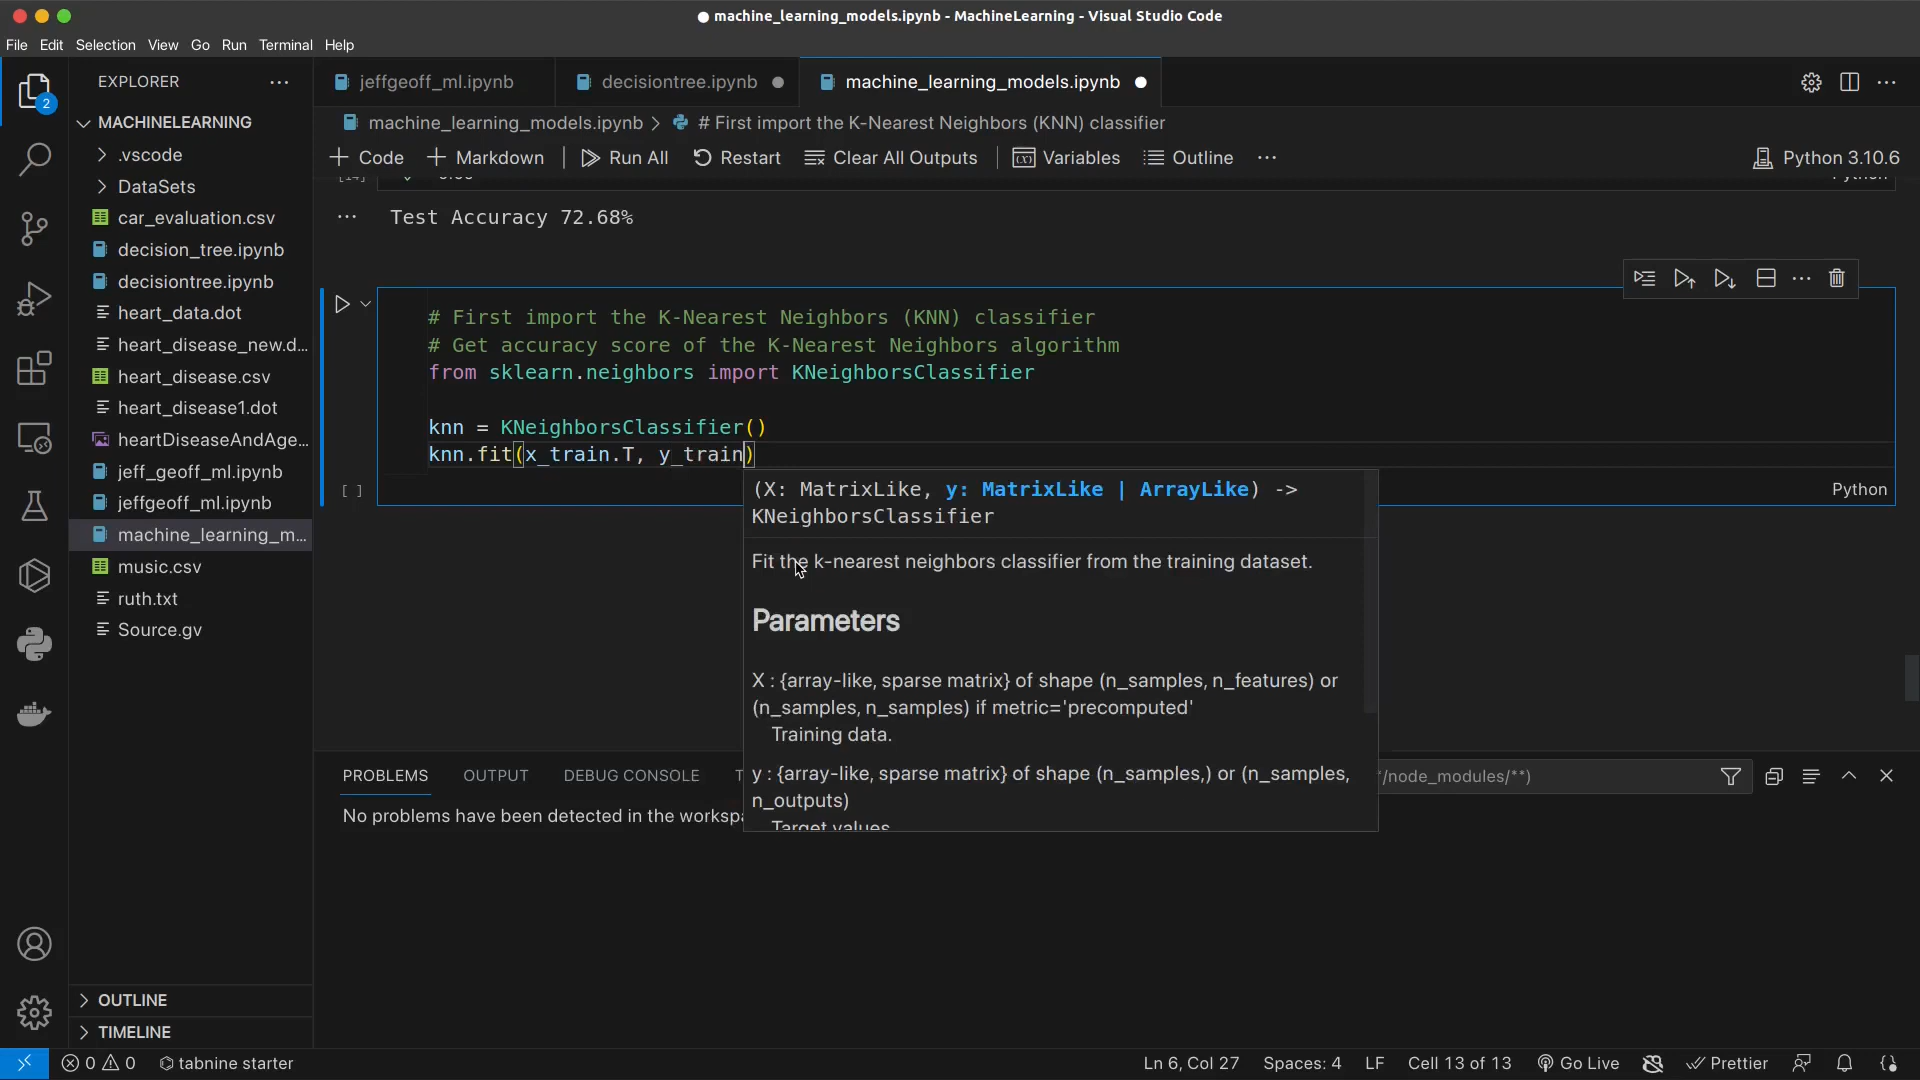 machine_learning_models.ipynb - MachineLearning - Visual Studio Code
File Edit Selection View Go Run Terminal Help
EXPLORER
2
MACHINELEARNING
.vscode
DataSets
car_evaluation.csv
decision_tree.ipynb
decisiontree.ipynb
heart_data.dot
heart_disease_new.d...
heart_disease.csv
heart_disease1.dot
heartDiseaseAndAge...
jeff_geoff_ml.ipynb
jeffgeoff_ml.ipynb
machine_learning_m...
music.csv
ruth.txt
Source.gv
OUTLINE
TIMELINE
jeffgeoff_ml.ipynb decisiontree.ipynb machine_learning_models.ipynb
machine_learning_models.ipynb > # First import the K-Nearest Neighbors (KNN) classifier
Code Markdown Run All Restart Clear All Outputs Variables Outline Python 3.10.6
Test Accuracy 72.68%
# First import the K-Nearest Neighbors (KNN) classifier
# Get accuracy score of the K-Nearest Neighbors algorithm
from sklearn.neighbors import KNeighborsClassifier
knn = KNeighborsClassifier()
knn.fit(x_train.T, y_train)
[ ] Python
(X: MatrixLike, y: MatrixLike | ArrayLike) ->
KNeighborsClassifier
Fit the k-nearest neighbors classifier from the training dataset.
Parameters
X : {array-like, sparse matrix} of shape (n_samples, n_features) or
(n_samples, n_samples) if metric='precomputed'
Training data.
y : {array-like, sparse matrix} of shape (n_samples,) or (n_samples,
n_outputs)
Target values
PROBLEMS OUTPUT DEBUG CONSOLE T /node_modules/**)
No problems have been detected in the workspa
0 0 tabnine starter Ln 6, Col 27 Spaces: 4 LF Cell 13 of 13 Go Live Prettier